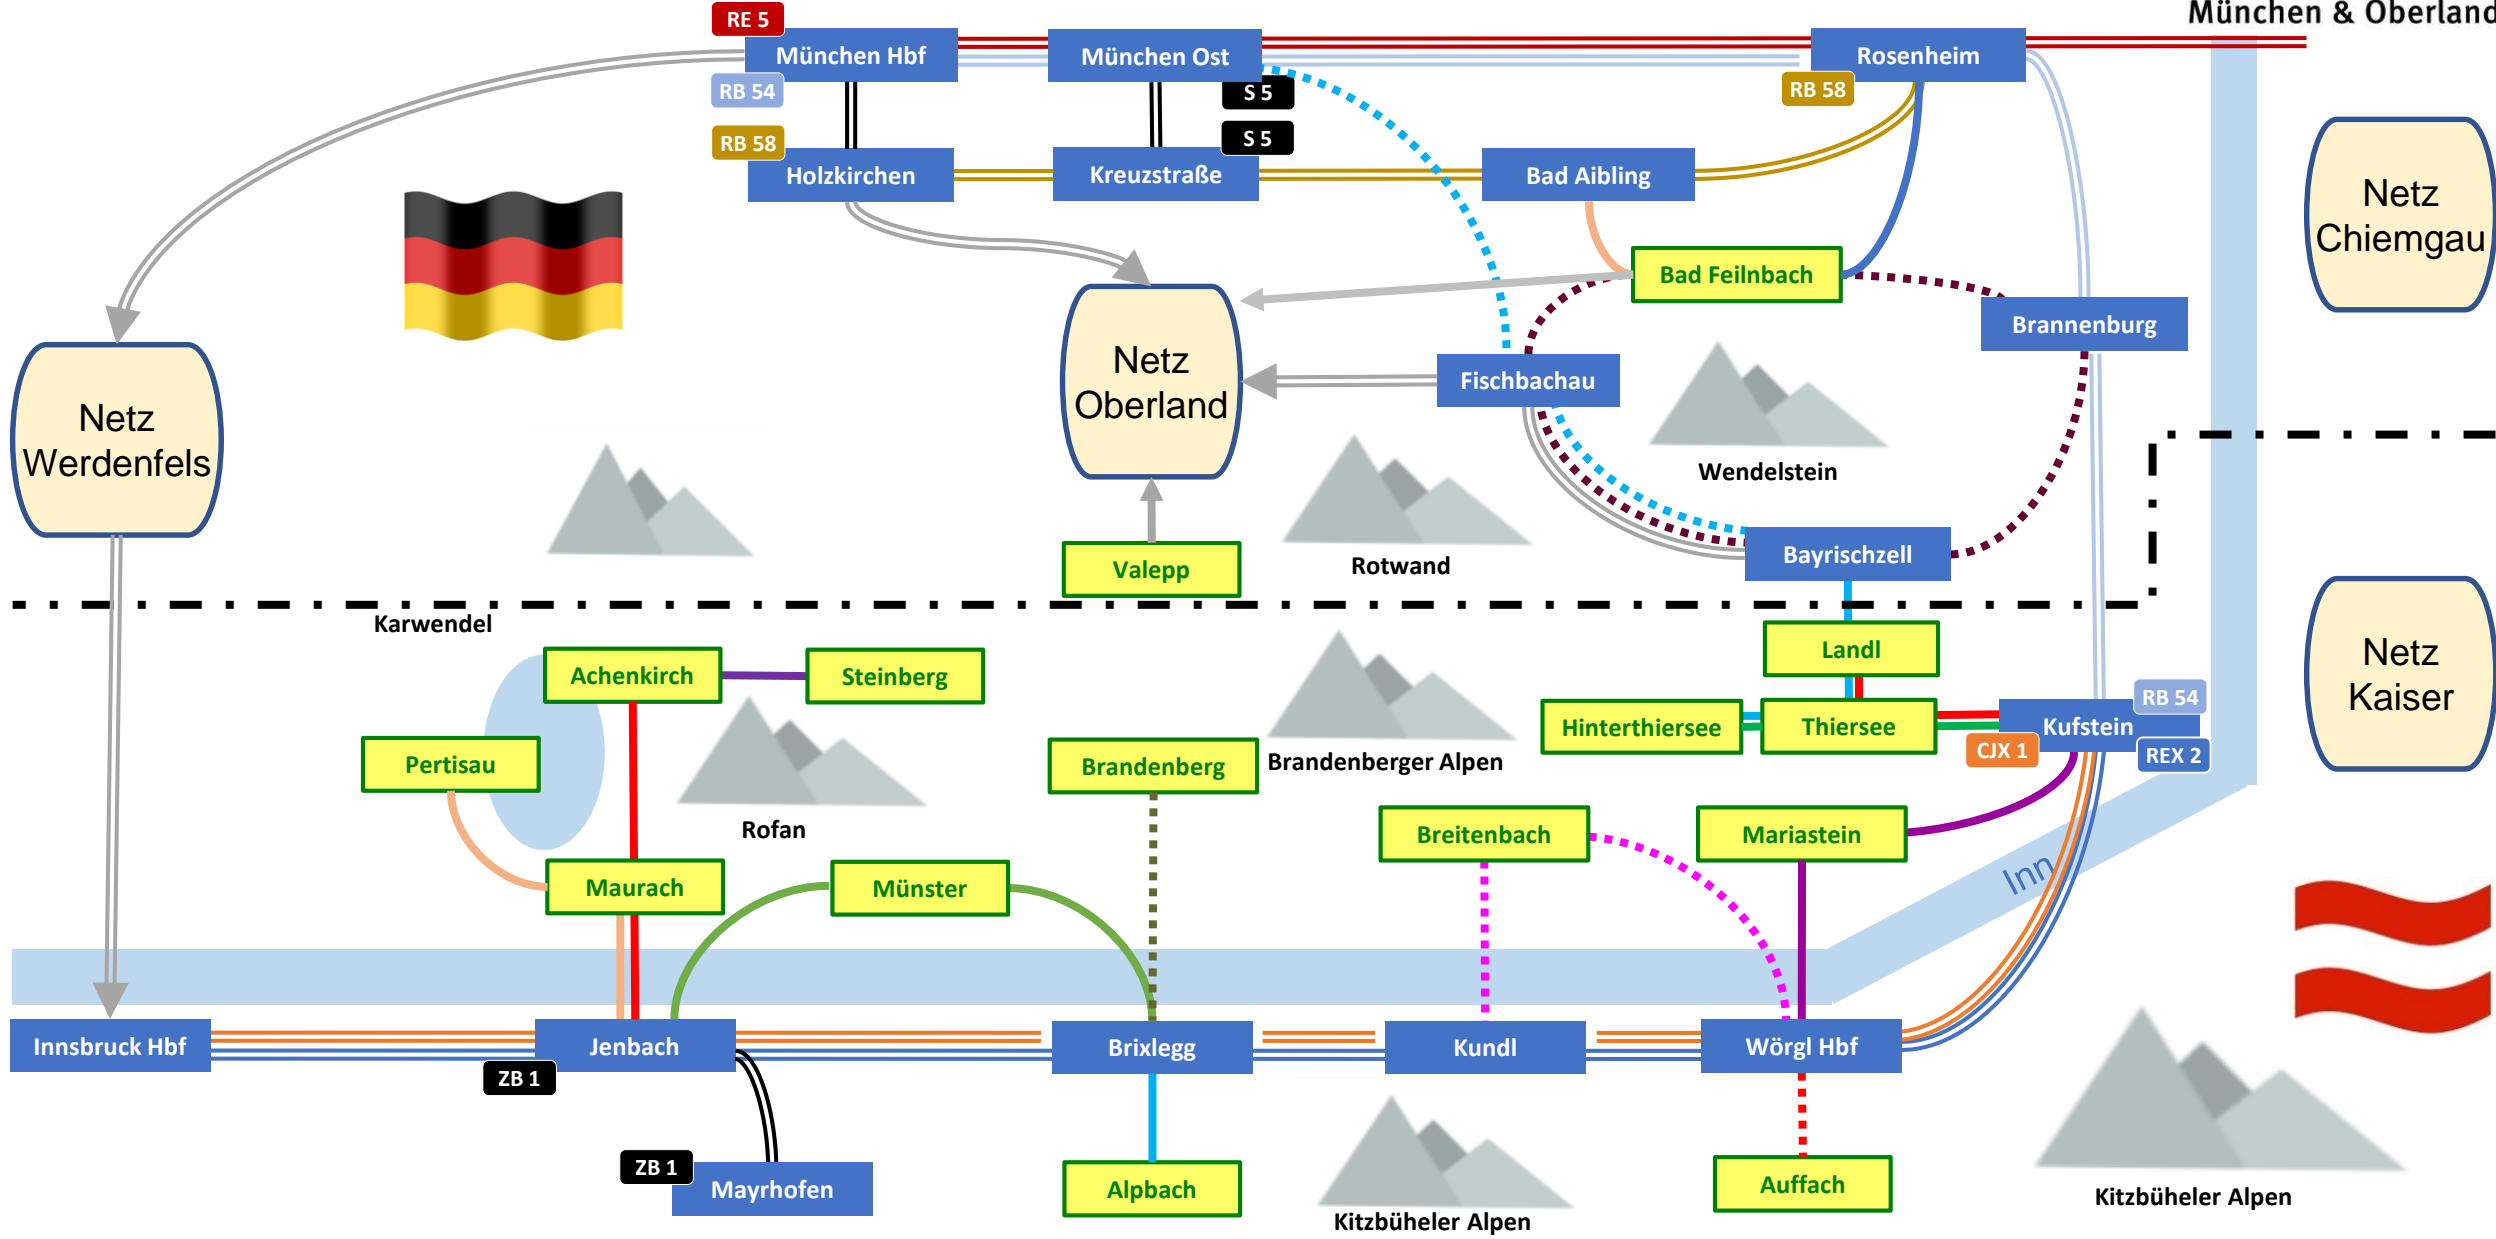 München & Oberland
RE 5
München Hbf
München Ost
Rosenheim
RB 54
S 5
RB 58
RB 58
S 5
Holzkirchen
Kreuzstraße
Bad Aibling
Netz
Chiemgau
Bad Feilnbach
Brannenburg
Netz
Oberland
Fischbachau
Netz
Werdenfels
Wendelstein
Rotwand
Bayrischzell
Valepp
Karwendel
Landl
Achenkirch
Steinberg
Netz
Kaiser
RB 54
Hinterthiersee
Thiersee
Kufstein
CJX 1
REX 2
Pertisau
Brandenberg
Brandenberger Alpen
Rofan
Breitenbach
Mariastein
Inn
Maurach
Münster
Innsbruck Hbf
Jenbach
Brixlegg
Kundl
Wörgl Hbf
ZB 1
ZB 1
Mayrhofen
Alpbach
Auffach
Kitzbüheler Alpen
Kitzbüheler Alpen